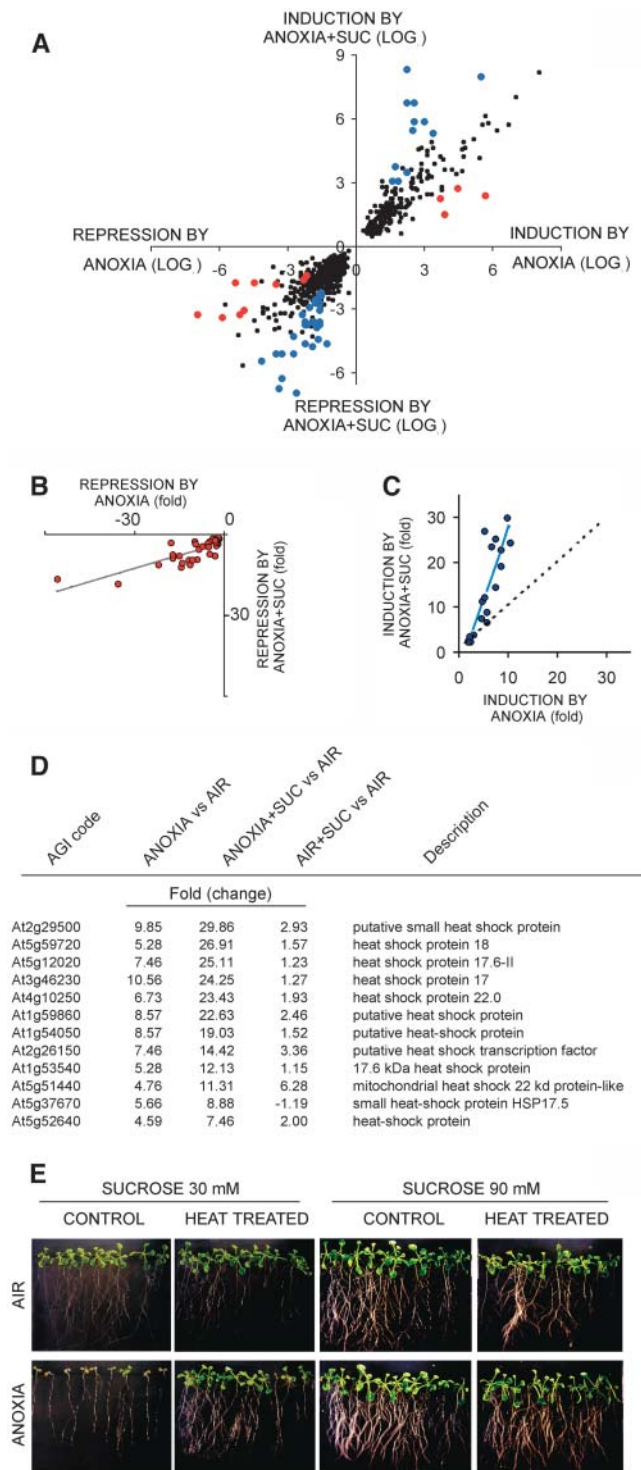 A
INDUCTION BY
ANOXIA+SUC (LOG )
9
6
3
0
-6
-3
3
6
-3
-6
REPRESSION BY
ANOXIA (LOG )
INDUCTION BY
ANOXIA (LOG )
REPRESSION BY
ANOXIA+SUC (LOG )
B
REPRESSION BY
ANOXIA (fold)
-30
0
30
REPRESSION BY
ANOXIA+SUC (fold)
C
INDUCTION BY
ANOXIA+SUC (fold)
30
20
10
0
0
10
20
30
INDUCTION BY
ANOXIA (fold)
D
AGI code ANOXIA vs AIR ANOXIA+SUC vs AIR AIR+SUC vs AIR Description
Fold (change)
At2g29500 9.85 29.86 2.93 putative small heat shock protein
At5g59720 5.28 26.91 1.57 heat shock protein 18
At5g12020 7.46 25.11 1.23 heat shock protein 17.6-II
At3g46230 10.56 24.25 1.27 heat shock protein 17
At4g10250 6.73 23.43 1.93 heat shock protein 22.0
At1g59860 8.57 22.63 2.46 putative heat shock protein
At1g54050 8.57 19.03 1.52 putative heat-shock protein
At2g26150 7.46 14.42 3.36 putative heat shock transcription factor
At1g53540 5.28 12.13 1.15 17.6 kDa heat shock protein
At5g51440 4.76 11.31 6.28 mitochondrial heat shock 22 kd protein-like
At5g37670 5.66 8.88 -1.19 small heat-shock protein HSP17.5
At5g52640 4.59 7.46 2.00 heat-shock protein
E
SUCROSE 30 mM SUCROSE 90 mM
CONTROL HEAT TREATED CONTROL HEAT TREATED
AIR
ANOXIA